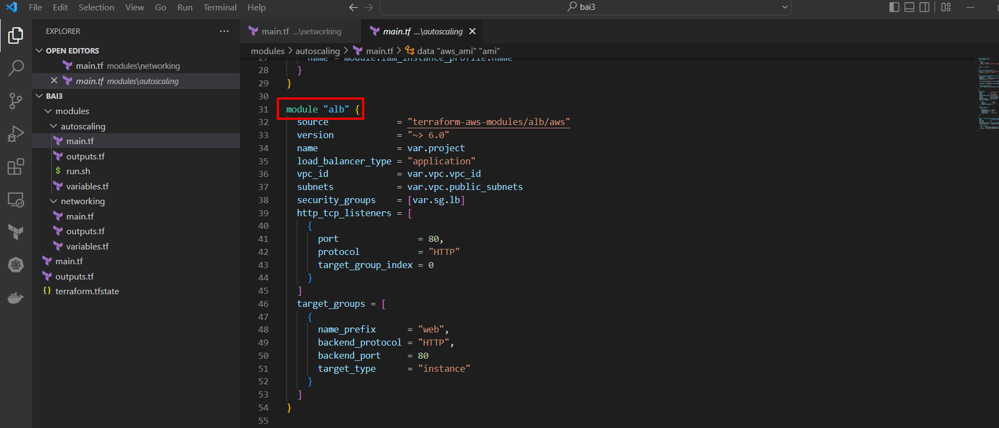 File Edit Selection View Go Run Terminal Help
bai3
EXPLORER
OPEN EDITORS
main.tf modules\networking
main.tf modules\autoscaling
BAI3
modules
autoscaling
main.tf
outputs.tf
$ run.sh
variables.tf
networking
main.tf
outputs.tf
variables.tf
main.tf
outputs.tf
{} terraform.tfstate
main.tf ...\networking
main.tf ...\autoscaling
modules > autoscaling > main.tf > data "aws_ami" "ami"
27 name = module.iam_instance_profile.name
28 }
29 }
30
31 module "alb" {
32 source = "terraform-aws-modules/alb/aws"
33 version = "~> 6.0"
34 name = var.project
35 load_balancer_type = "application"
36 vpc_id = var.vpc.vpc_id
37 subnets = var.vpc.public_subnets
38 security_groups = [var.sg.lb]
39 http_tcp_listeners = [
40 {
41 port = 80,
42 protocol = "HTTP"
43 target_group_index = 0
44 }
45 ]
46 target_groups = [
47 {
48 name_prefix = "web",
49 backend_protocol = "HTTP",
50 backend_port = 80
51 target_type = "instance"
52 }
53 ]
54 }
55